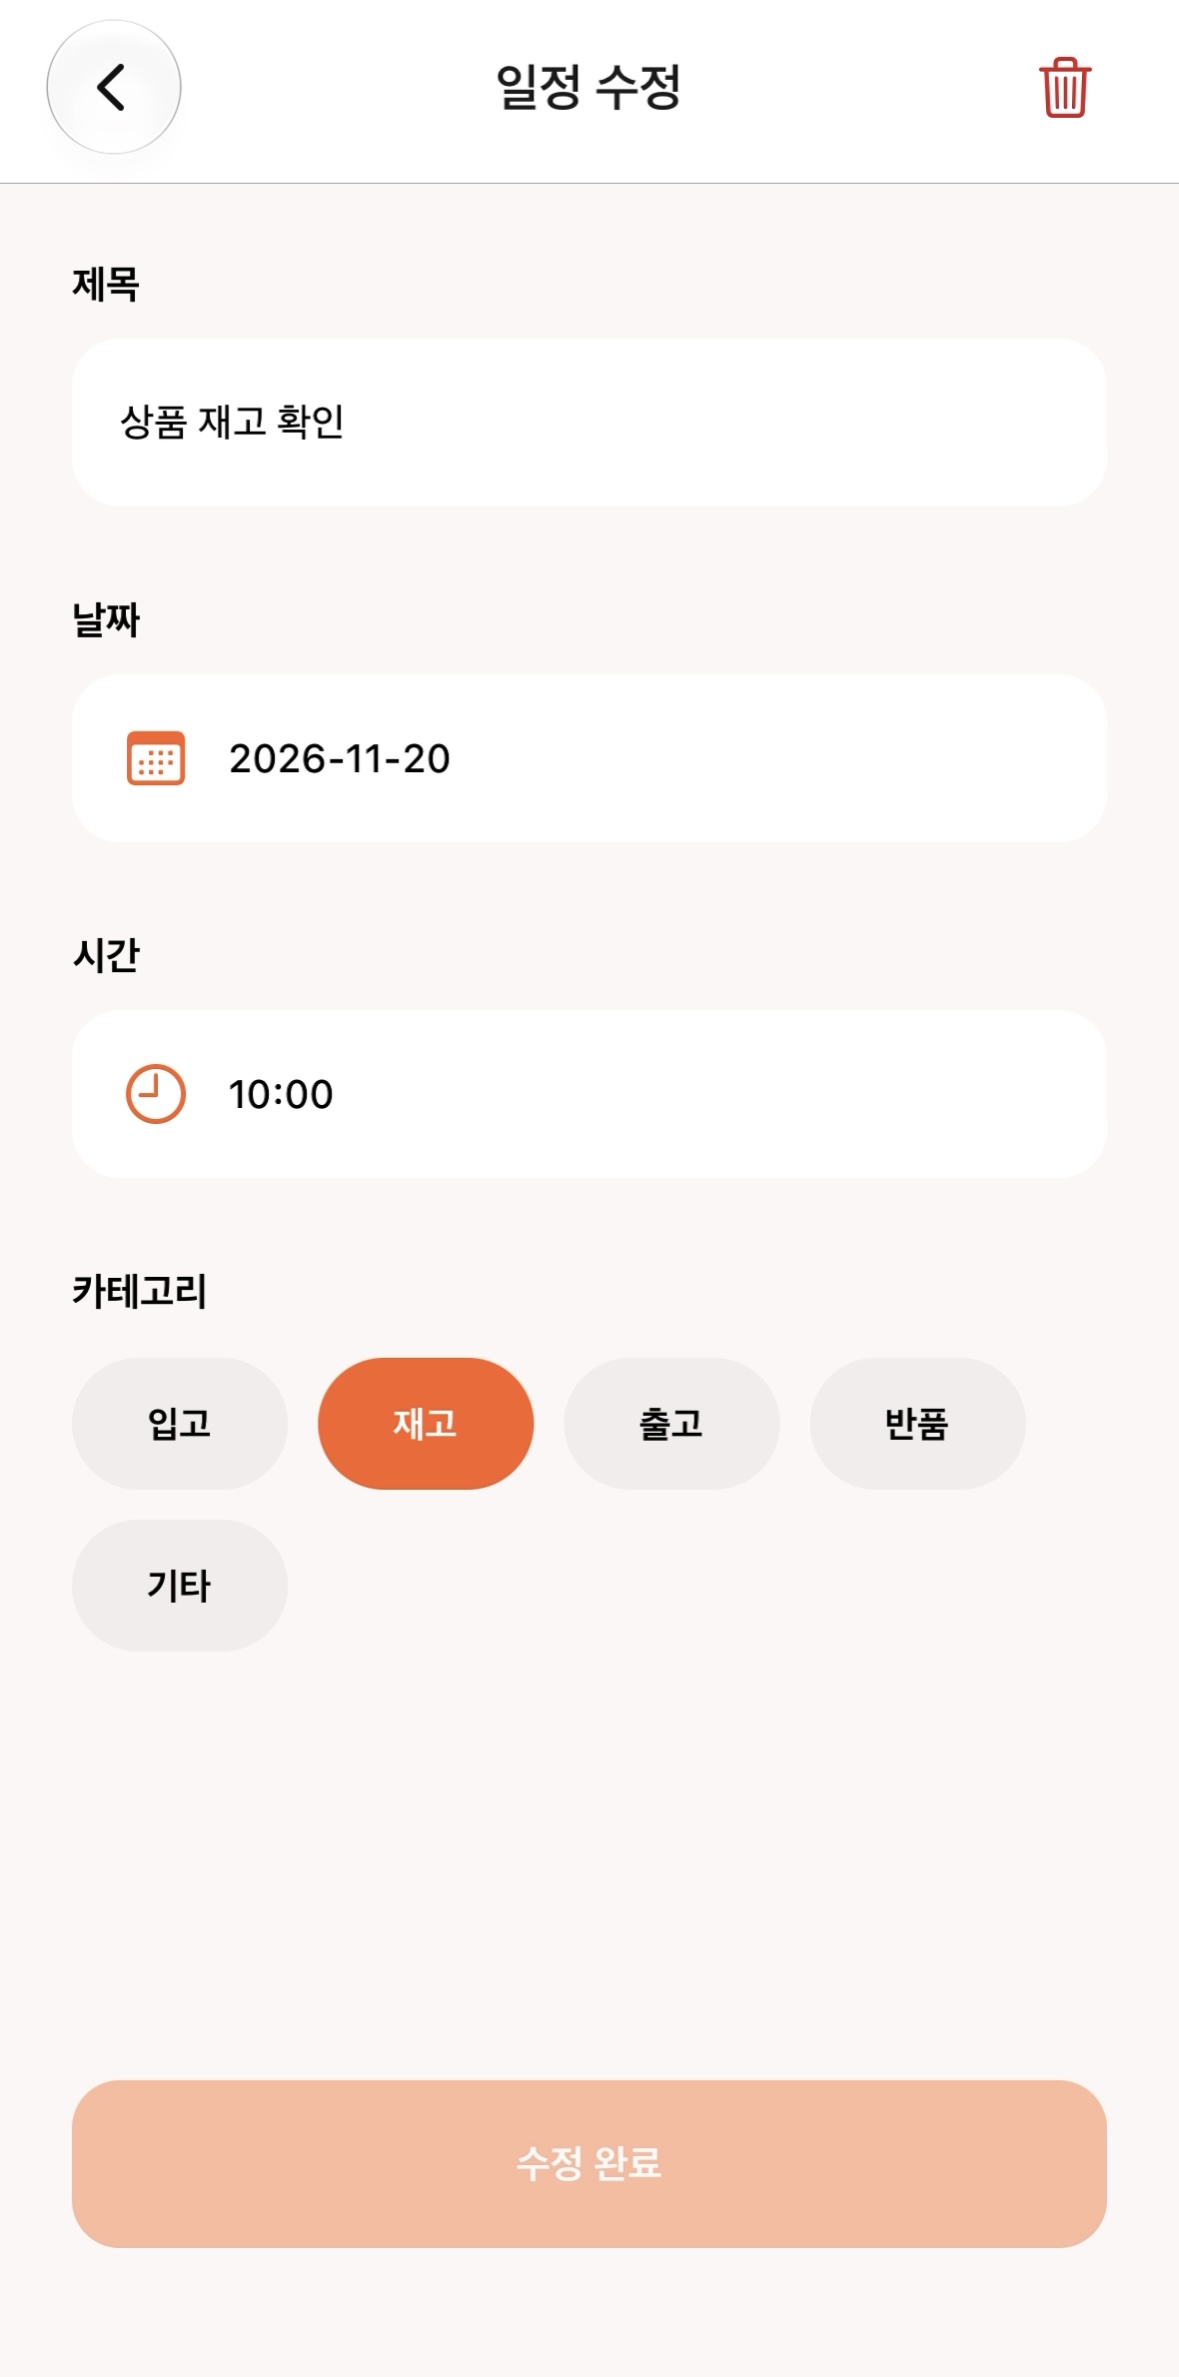 일정 수정
제목
상품 재고 확인
날짜
2026-11-20
시간
10:00
카테고리
입고 재고 출고 반품
기타
수정 완료